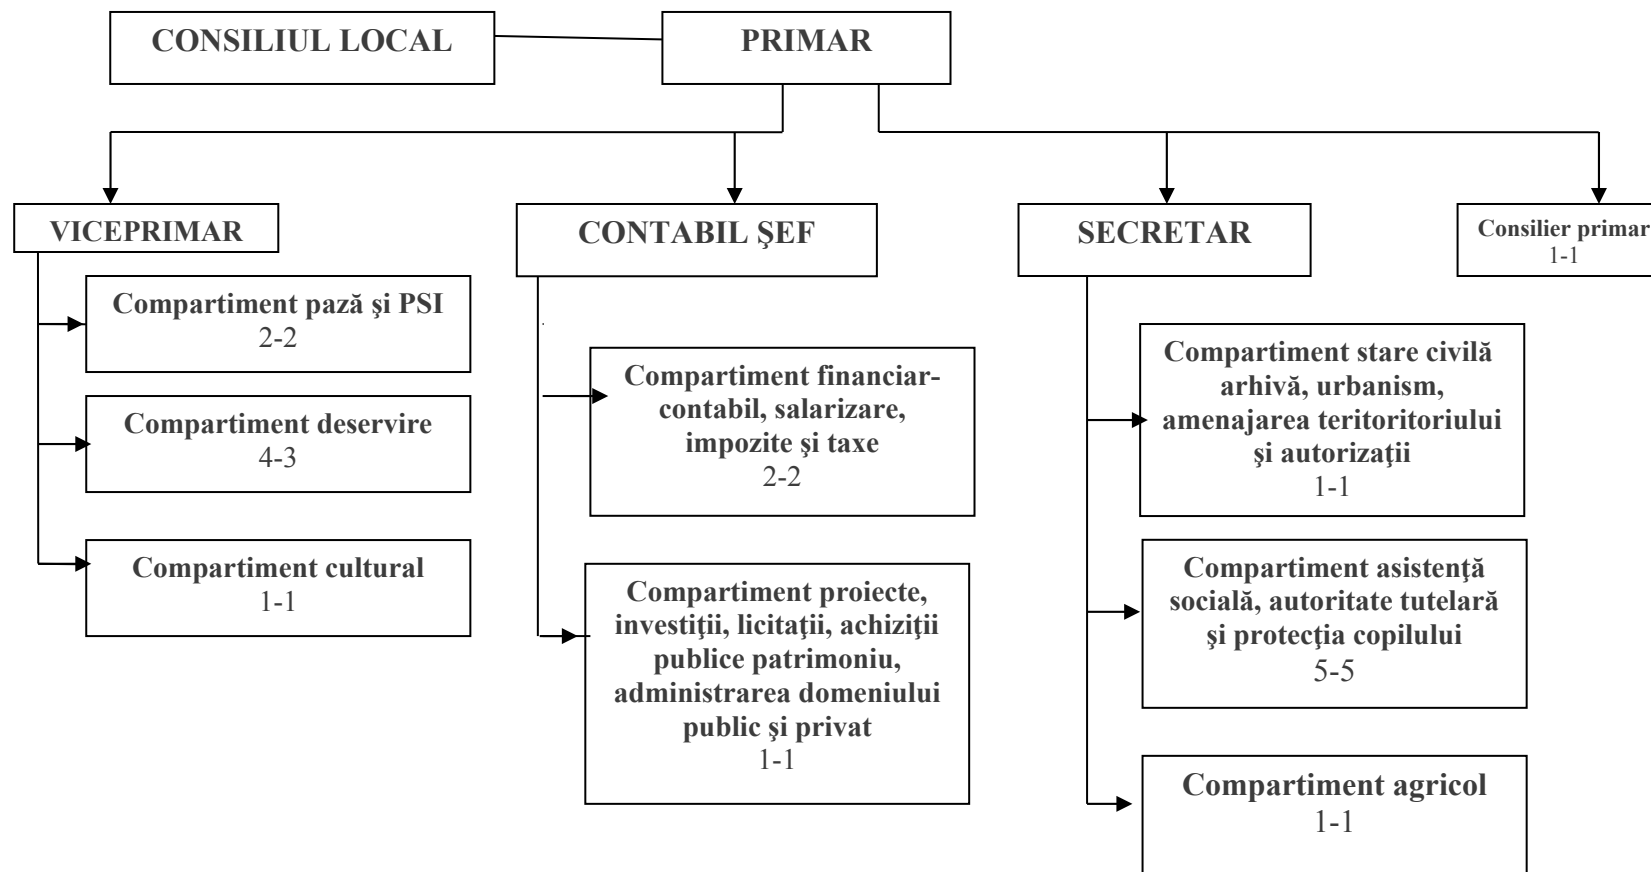 CONSILIUL LOCAL
PRIMAR
VICEPRIMAR
CONTABIL ŞEF
SECRETAR
Consilier primar
1-1
Compartiment pază şi PSI
2-2
Compartiment deservire
4-3
Compartiment cultural
1-1
Compartiment financiar-
contabil, salarizare,
impozite şi taxe
2-2
Compartiment proiecte,
investiţii, licitaţii, achiziţii
publice patrimoniu,
administrarea domeniului
public şi privat
1-1
Compartiment stare civilă
arhivă, urbanism,
amenajarea teritoritoriului
şi autorizaţii
1-1
Compartiment asistenţă
socială, autoritate tutelară
şi protecţia copilului
5-5
Compartiment agricol
1-1